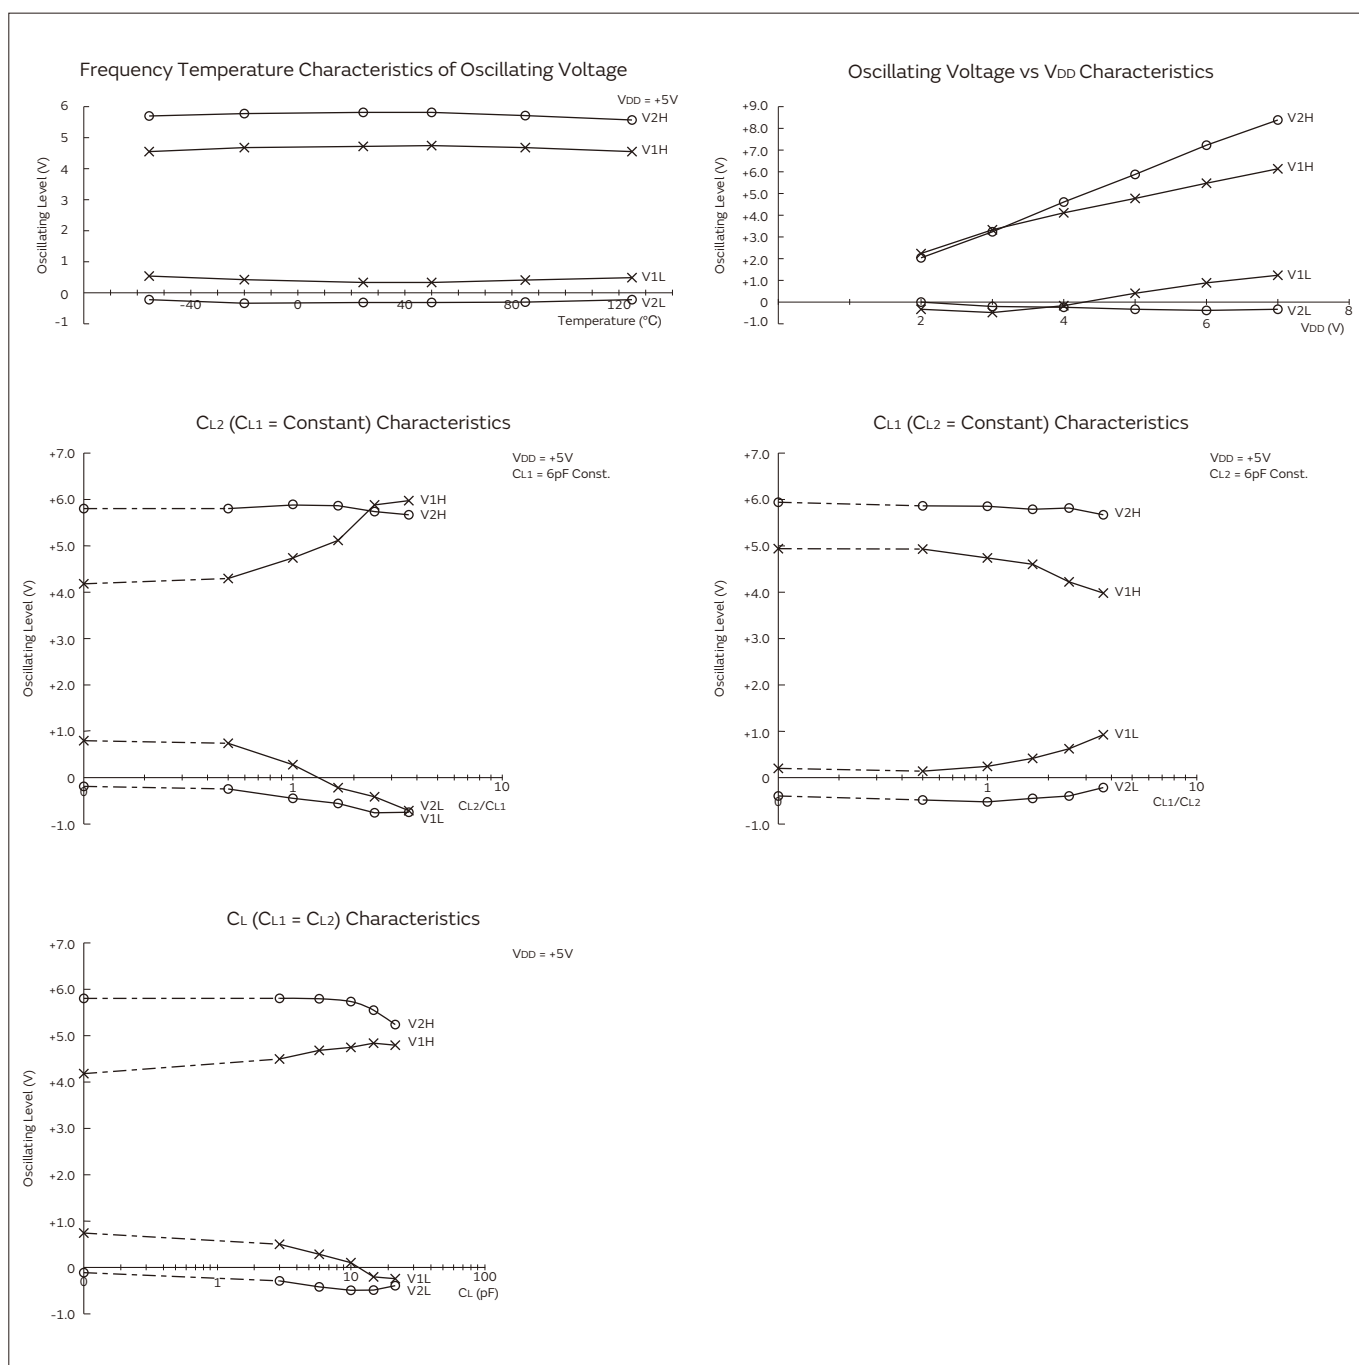 Frequency Temperature Characteristics of Oscillating Voltage
VDD = +5V
Oscillating Level (V)
6
5
4
3
2
1
0
-1
V2H
V1H
V1L
V2L
-40
0
40
80
120
Temperature (°C)
Oscillating Voltage vs VDD Characteristics
Oscillating Level (V)
+9.0
+8.0
+7.0
+6.0
+5.0
+4.0
+3.0
+2.0
+1.0
0
-1.0
V2H
V1H
V1L
V2L
2
4
6
8
VDD (V)
CL2 (CL1 = Constant) Characteristics
VDD = +5V
CL1 = 6pF Const.
Oscillating Level (V)
+7.0
+6.0
+5.0
+4.0
+3.0
+2.0
+1.0
0
-1.0
V1H
V2H
V2L
V1L
0
1
10
CL2/CL1
CL1 (CL2 = Constant) Characteristics
VDD = +5V
CL2 = 6pF Const.
Oscillating Level (V)
+7.0
+6.0
+5.0
+4.0
+3.0
+2.0
+1.0
0
-1.0
V2H
V1H
V1L
V2L
0
1
10
CL1/CL2
CL (CL1 = CL2) Characteristics
VDD = +5V
Oscillating Level (V)
+7.0
+6.0
+5.0
+4.0
+3.0
+2.0
+1.0
0
-1.0
V2H
V1H
V1L
V2L
0
1
10
100
CL (pF)